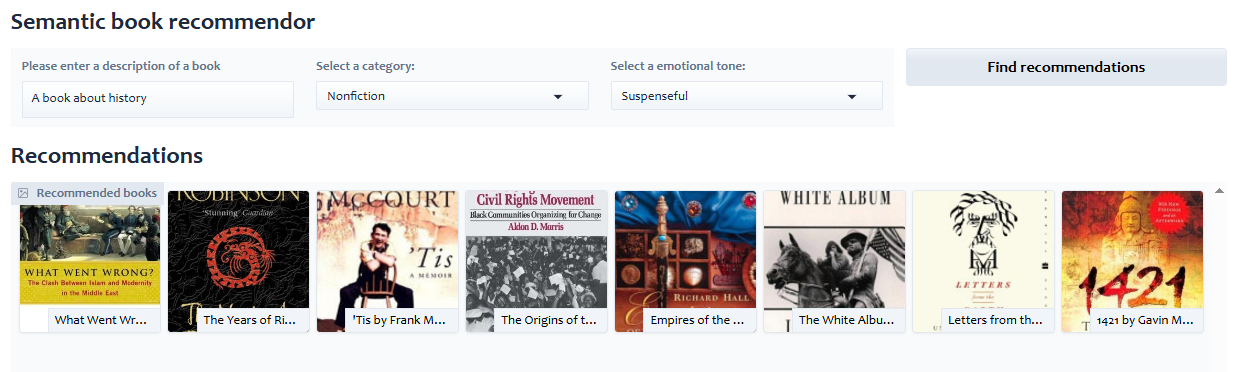 Semantic book recommendor
Please enter a description of a book
A book about history
Select a category:
Nonfiction
Select a emotional tone:
Suspenseful
Find recommendations
Recommendations
Recommended books
WHAT WENT WRONG?
The Clash Between Islam and Modernity
in the Middle East
What Went Wr...
ROBINSON
'Stunning' Guardian
The Years of Ri...
MCCOURT
'Tis
A MEMOIR
'Tis by Frank M...
Civil Rights Movement
Black Communities Organizing for Change
Aldon D. Morris
The Origins of t...
RICHARD HALL
Empires of the ...
WHITE ALBUM
The White Albu...
LETTERS
from the
Letters from th...
1421
1421 by Gavin M...